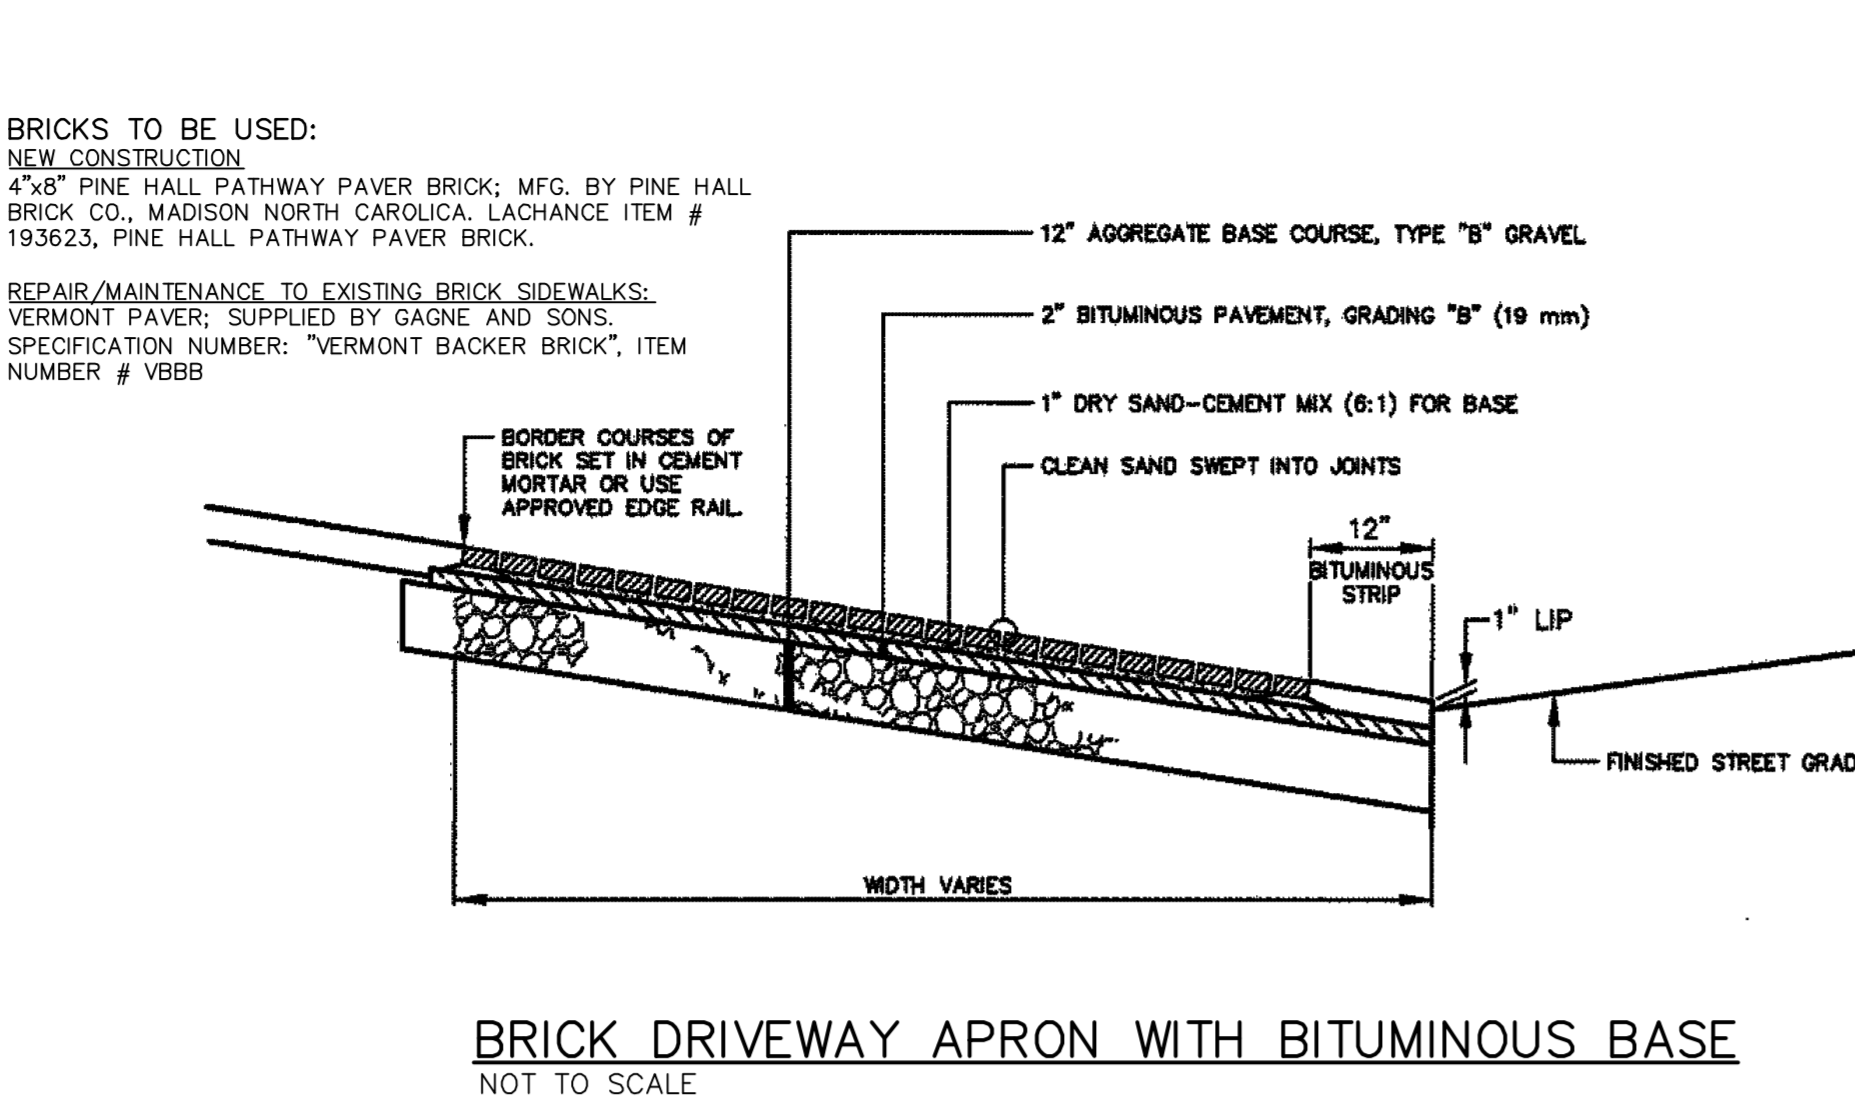 BRICKS TO BE USED:
NEW CONSTRUCTION
4"x8" PINE HALL PATHWAY PAVER BRICK; MFG. BY PINE HALL
BRICK CO., MADISON NORTH CAROLICA. LACHANCE ITEM #
193623, PINE HALL PATHWAY PAVER BRICK.
REPAIR/MAINTENANCE TO EXISTING BRICK SIDEWALKS:
VERMONT PAVER; SUPPLIED BY GAGNE AND SONS.
SPECIFICATION NUMBER: "VERMONT BACKER BRICK", ITEM
NUMBER # VBBB
12" AGGREGATE BASE COURSE, TYPE "B" GRAVEL
2" BITUMINOUS PAVEMENT, GRADING "B" (19 mm)
1" DRY SAND-CEMENT MIX (6:1) FOR BASE
CLEAN SAND SWEPT INTO JOINTS
BORDER COURSES OF
BRICK SET IN CEMENT
MORTAR OR USE
APPROVED EDGE RAIL.
12"
BITUMINOUS
STRIP
1" LIP
FINISHED STREET GRAD
WIDTH VARIES
BRICK DRIVEWAY APRON WITH BITUMINOUS BASE
NOT TO SCALE